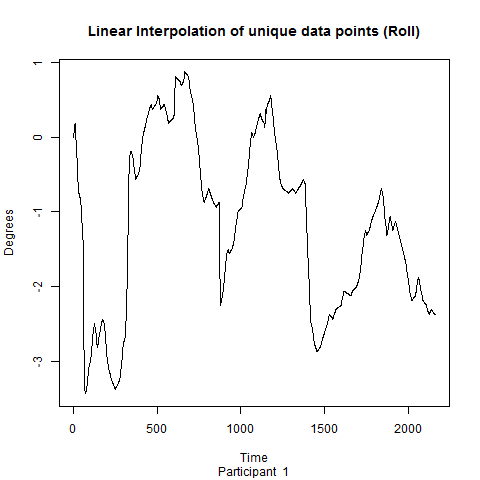 Linear Interpolation of unique data points (Roll)
1
0
-1
-2
-3
Degrees
0 500 1000 1500 2000
Time
Participant 1